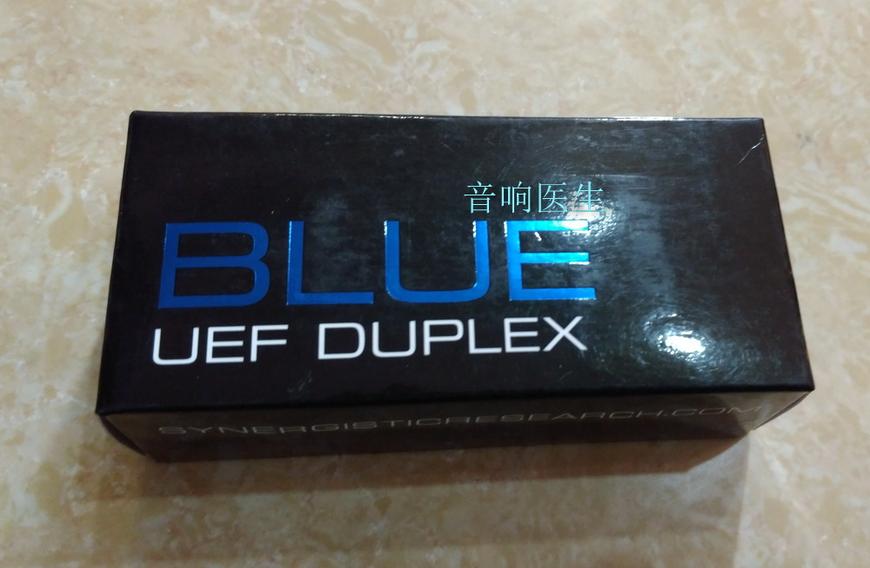 音响医生
BLUE
UEF DUPLEX
SYNERGISTICRESEARCH.COM